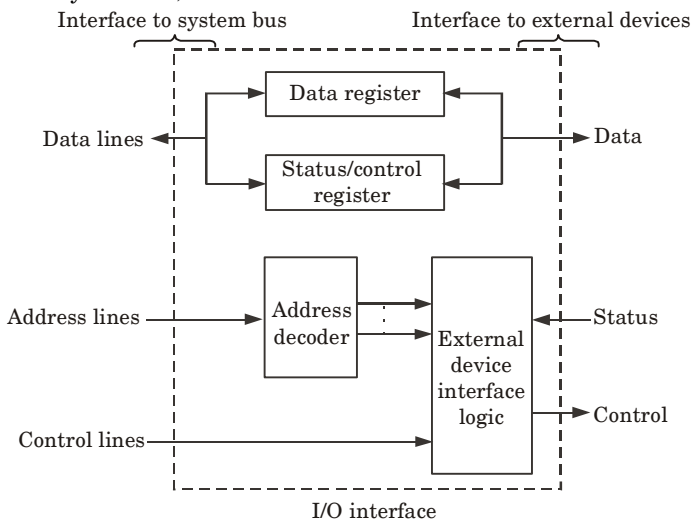 Interface to system bus
Interface to external devices
Data register
Data lines
Data
Status/control
register
Address lines
Address
decoder
External
device
interface
logic
Status
Control
Control lines
I/O interface